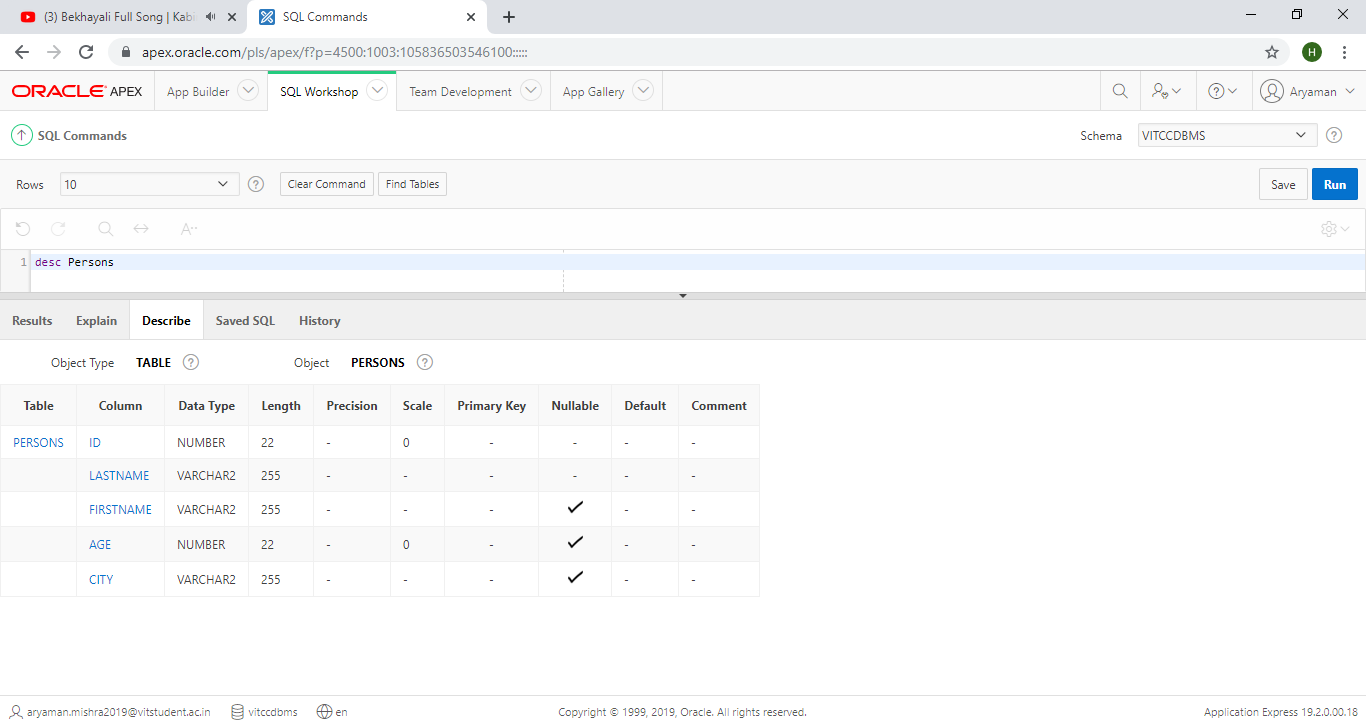 (3) Bekhayali Full Song | Kabi
SQL Commands
apex.oracle.com/pls/apex/f?p=4500:1003:105836503546100:::::
H
ORACLE APEX App Builder SQL Workshop Team Development App Gallery Aryaman
SQL Commands Schema VITCCDBMS
Rows 10 Clear Command Find Tables Save Run
A
1 desc Persons
Results Explain Describe Saved SQL History
Object Type TABLE Object PERSONS
Table Column Data Type Length Precision Scale Primary Key Nullable Default Comment
PERSONS ID NUMBER 22 - 0 - - - -
LASTNAME VARCHAR2 255 - - - - - -
FIRSTNAME VARCHAR2 255 - - - ✓ - -
AGE NUMBER 22 - 0 - ✓ - -
CITY VARCHAR2 255 - - - ✓ - -
aryaman.mishra2019@vitstudent.ac.in vitccdbms en Copyright © 1999, 2019, Oracle. All rights reserved. Application Express 19.2.0.00.18